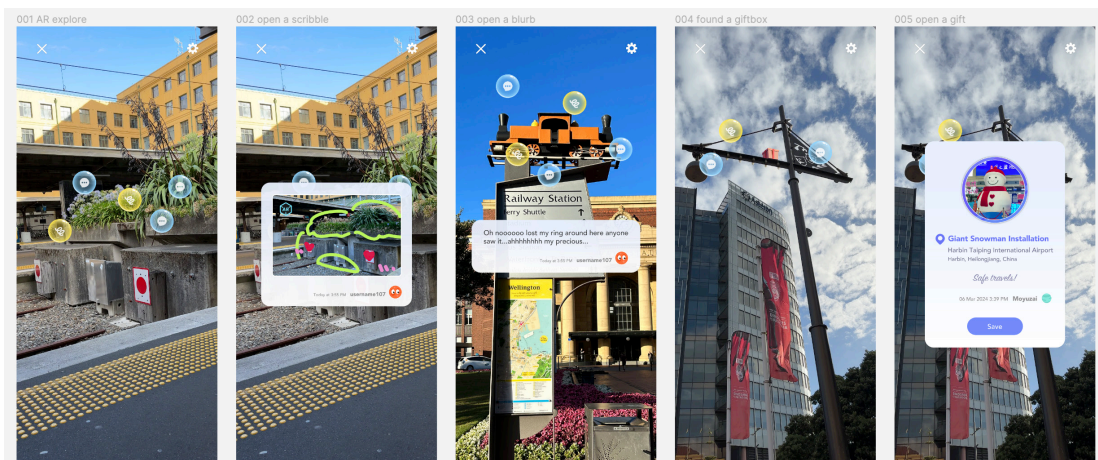 001 AR explore
002 open a scribble
003 open a blurb
004 found a giftbox
005 open a gift
Today at 3:59 PM username107
Railway Station
erry Shuttle
Oh nooooooo lost my ring around here anyone
saw it...ahhhhhhhh my precious...
Today at 3:59 PM username107
Wellington
Giant Snowman Installation
Harbin Taiping International Airport
Harbin, Heilongjiang, China
Safe travels!
06 Mar 2024 3:39 PM Moyuzai
Save